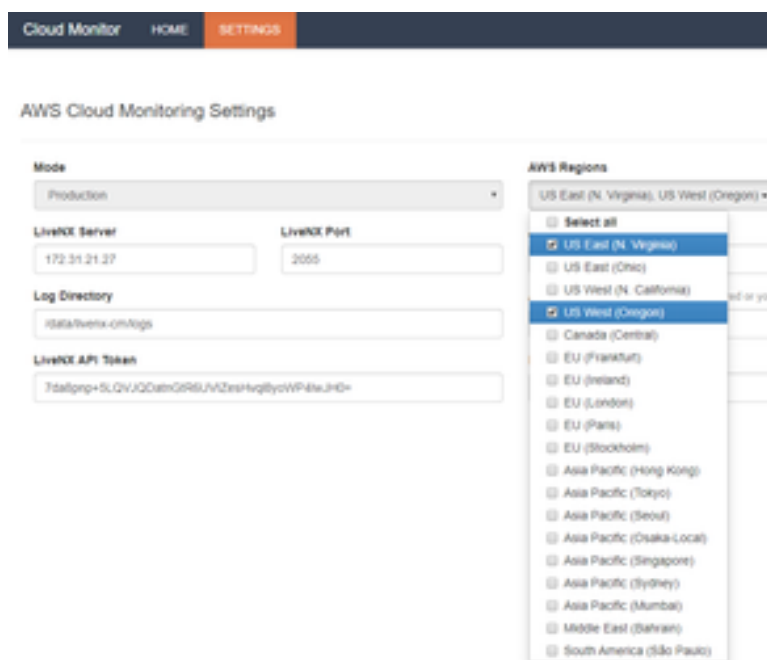 Cloud Monitor HOME SETTINGS
AWS Cloud Monitoring Settings
Mode
Production
LiveNX Server
172.31.21.27
LiveNX Port
2055
Log Directory
/data/livenx-cm/logs
LiveNX API Token
AWS Regions
US East (N. Virginia), US West (Oregon)
Select all
US East (N. Virginia)
US East (Ohio)
US West (N. California)
US West (Oregon)
Canada (Central)
EU (Frankfurt)
EU (Ireland)
EU (London)
EU (Paris)
EU (Stockholm)
Asia Pacific (Hong Kong)
Asia Pacific (Tokyo)
Asia Pacific (Seoul)
Asia Pacific (Osaka-Local)
Asia Pacific (Singapore)
Asia Pacific (Sydney)
Asia Pacific (Mumbai)
Middle East (Bahrain)
South America (São Paulo)